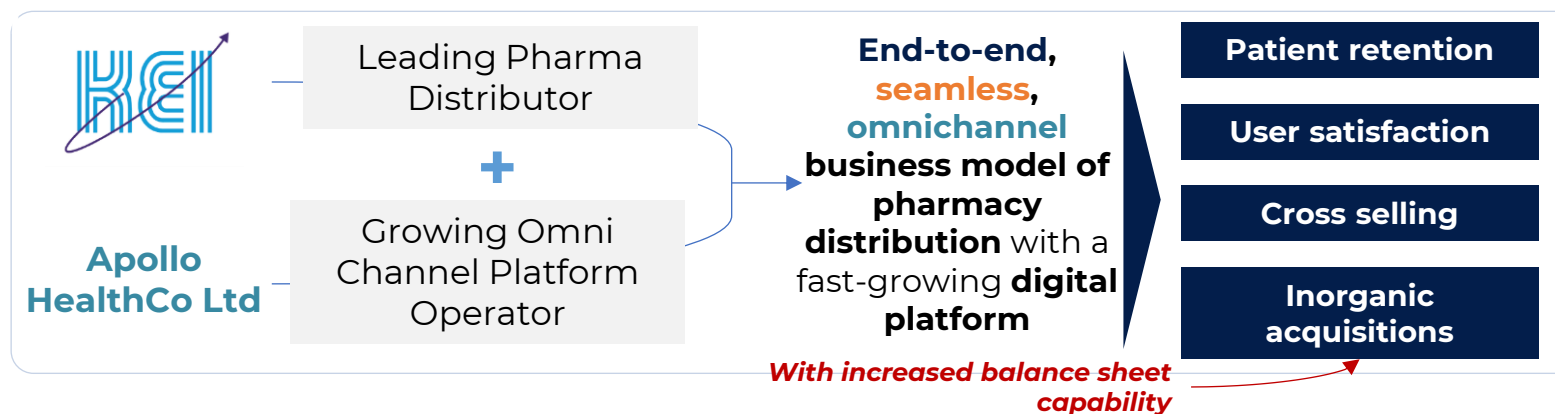 KEI
Leading Pharma
Distributor
+
Apollo
HealthCo Ltd
Growing Omni
Channel Platform
Operator
End-to-end,
seamless,
omnichannel
business model of
pharmacy
distribution with a
fast-growing digital
platform
Patient retention
User satisfaction
Cross selling
Inorganic
acquisitions
With increased balance sheet
capability